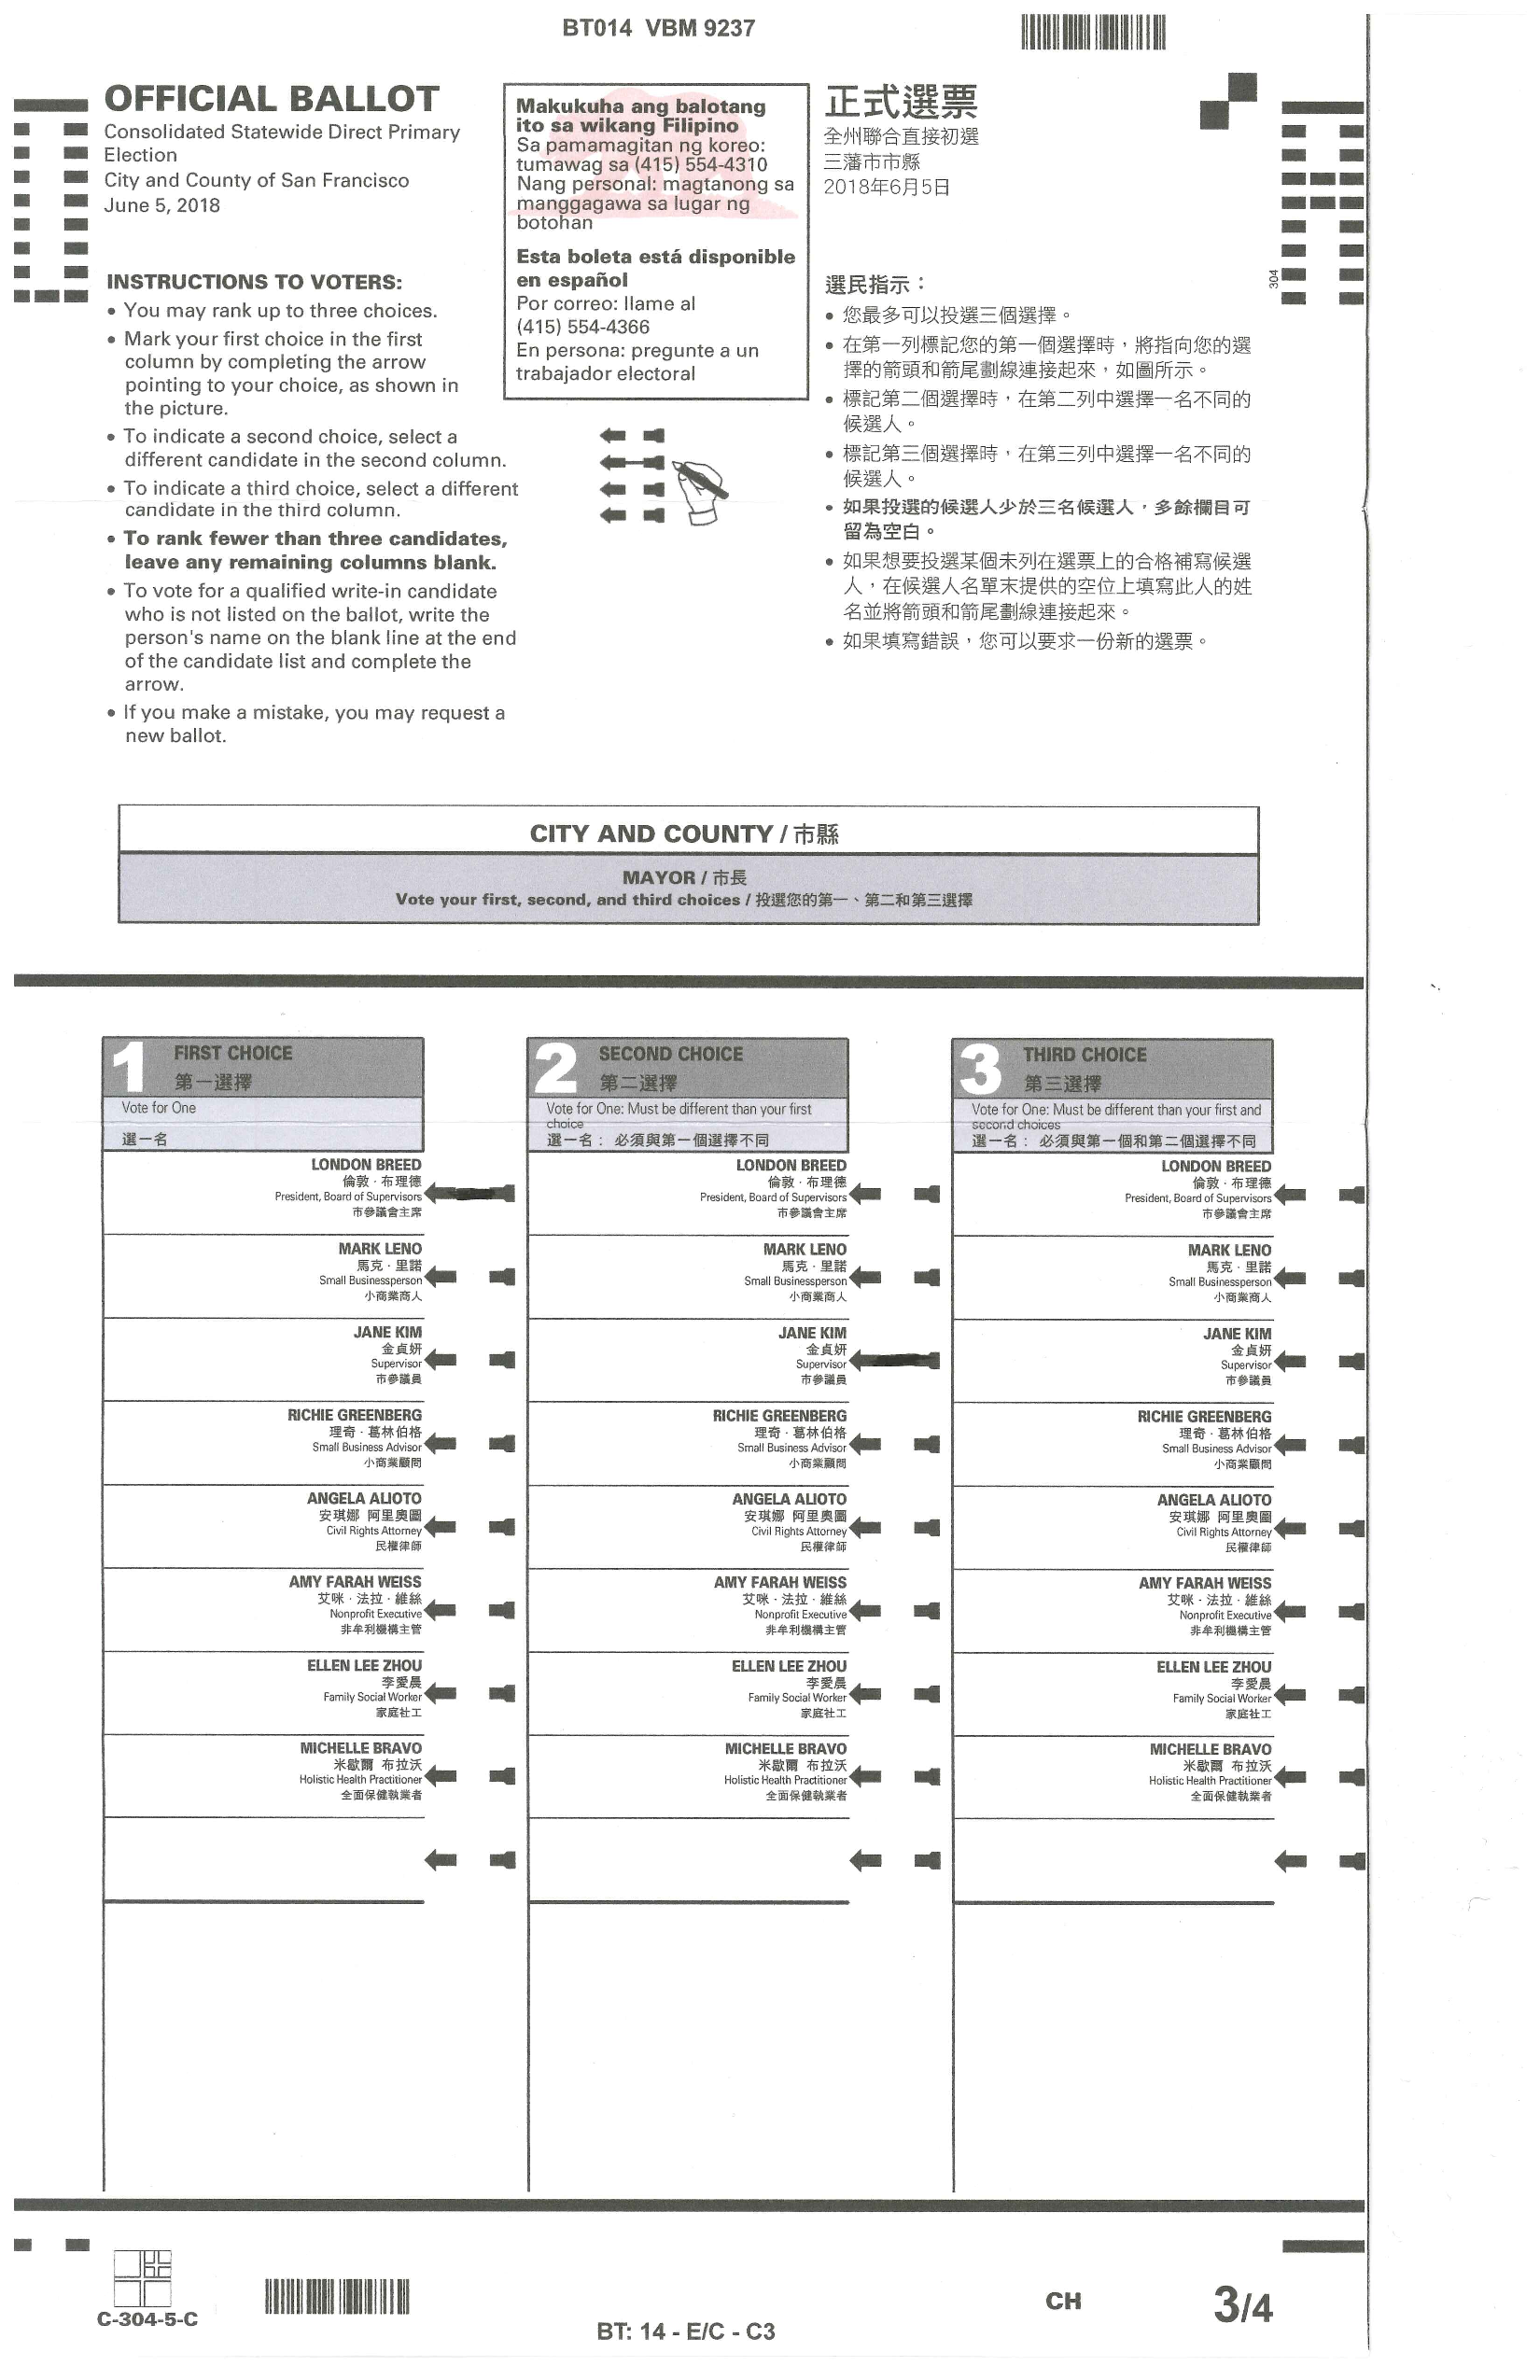 BT014 VBM 9237
OFFICIAL BALLOT
Consolidated Statewide Direct Primary
Election
City and County of San Francisco
June 5, 2018
INSTRUCTIONS TO VOTERS:
• You may rank up to three choices.
• Mark your first choice in the first
column by completing the arrow
pointing to your choice, as shown in
the picture.
• To indicate a second choice, select a
different candidate in the second column.
• To indicate a third choice, select a different
candidate in the third column.
• To rank fewer than three candidates,
leave any remaining columns blank.
• To vote for a qualified write-in candidate
who is not listed on the ballot, write the
person's name on the blank line at the end
of the candidate list and complete the
arrow.
• If you make a mistake, you may request a
new ballot.
Makukuha ang balotang
ito sa wikang Filipino
Sa pamamagitan ng koreo:
tumawag sa (415) 554-4310
Nang personal: magtanong sa
manggagawa sa lugar ng
botohan
Esta boleta está disponible
en español
Por correo: llame al
(415) 554-4366
En persona: pregunte a un
trabajador electoral
正式選票
全州聯合直接初選
三藩市市縣
2018年6月5日
選民指示：
• 您最多可以投選三個選擇。
• 在第一列標記您的第一個選擇時，將指向您的選
擇的箭頭和箭尾劃線連接起來，如圖所示。
• 標記第二個選擇時，在第二列中選擇一名不同的
候選人。
• 標記第三個選擇時，在第三列中選擇一名不同的
候選人。
• 如果投選的候選人少於三名候選人，多餘欄目可
留為空白。
• 如果想要投選某個未列在選票上的合格補寫候選
人，在候選人名單末提供的空位上填寫此人的姓
名並將箭頭和箭尾劃線連接起來。
• 如果填寫錯誤，您可以要求一份新的選票。
304
CITY AND COUNTY / 市縣
MAYOR / 市長
Vote your first, second, and third choices / 投選您的第一、第二和第三選擇
1 FIRST CHOICE
第一選擇
Vote for One
選一名
LONDON BREED
倫敦 · 布理德
President, Board of Supervisors
市參議會主席
MARK LENO
馬克 · 里諾
Small Businessperson
小商業商人
JANE KIM
金貞妍
Supervisor
市參議員
RICHIE GREENBERG
理奇 · 葛林伯格
Small Business Advisor
小商業顧問
ANGELA ALIOTO
安琪娜 阿里奧圖
Civil Rights Attorney
民權律師
AMY FARAH WEISS
艾咪 · 法拉 · 維絲
Nonprofit Executive
非牟利機構主管
ELLEN LEE ZHOU
李愛晨
Family Social Worker
家庭社工
MICHELLE BRAVO
米歇爾 布拉沃
Holistic Health Practitioner
全面保健執業者
2 SECOND CHOICE
第二選擇
Vote for One: Must be different than your first
choice
選一名： 必須與第一個選擇不同
LONDON BREED
倫敦 · 布理德
President, Board of Supervisors
市參議會主席
MARK LENO
馬克 · 里諾
Small Businessperson
小商業商人
JANE KIM
金貞妍
Supervisor
市參議員
RICHIE GREENBERG
理奇 · 葛林伯格
Small Business Advisor
小商業顧問
ANGELA ALIOTO
安琪娜 阿里奧圖
Civil Rights Attorney
民權律師
AMY FARAH WEISS
艾咪 · 法拉 · 維絲
Nonprofit Executive
非牟利機構主管
ELLEN LEE ZHOU
李愛晨
Family Social Worker
家庭社工
MICHELLE BRAVO
米歇爾 布拉沃
Holistic Health Practitioner
全面保健執業者
3 THIRD CHOICE
第三選擇
Vote for One: Must be different than your first and
second choices
選一名： 必須與第一個和第二個選擇不同
LONDON BREED
倫敦 · 布理德
President, Board of Supervisors
市參議會主席
MARK LENO
馬克 · 里諾
Small Businessperson
小商業商人
JANE KIM
金貞妍
Supervisor
市參議員
RICHIE GREENBERG
理奇 · 葛林伯格
Small Business Advisor
小商業顧問
ANGELA ALIOTO
安琪娜 阿里奧圖
Civil Rights Attorney
民權律師
AMY FARAH WEISS
艾咪 · 法拉 · 維絲
Nonprofit Executive
非牟利機構主管
ELLEN LEE ZHOU
李愛晨
Family Social Worker
家庭社工
MICHELLE BRAVO
米歇爾 布拉沃
Holistic Health Practitioner
全面保健執業者
C-304-5-C
BT: 14 - E/C - C3
CH
3/4